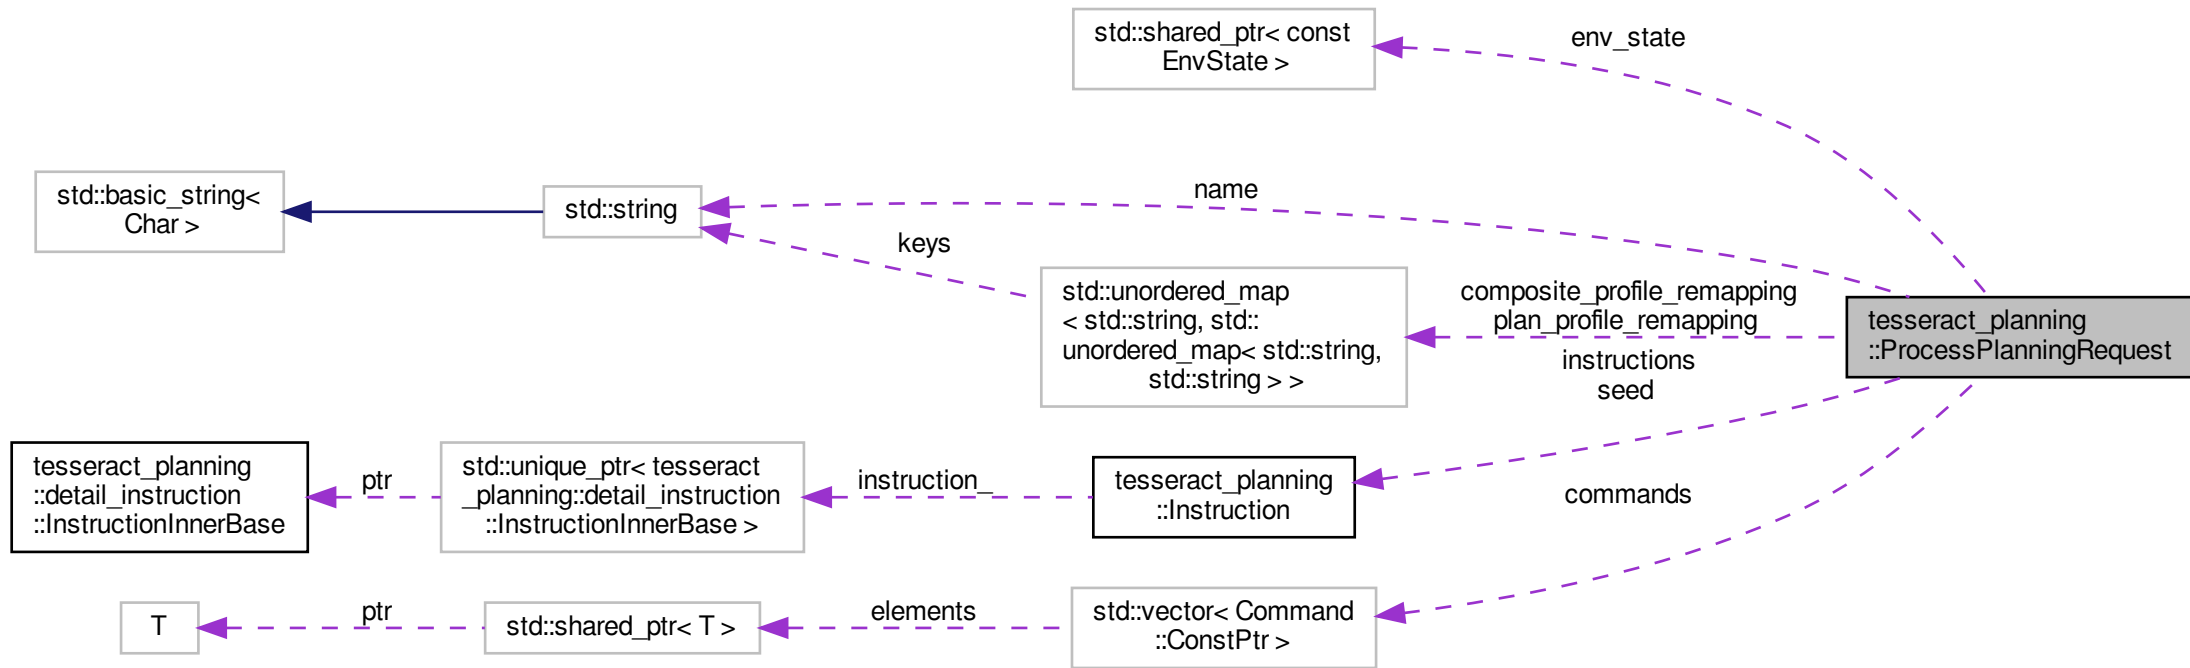 std::shared_ptr< const
EnvState >
env_state
std::basic_string<
Char >
std::string
name
keys
std::unordered_map
< std::string, std::
unordered_map< std::string,
std::string > >
composite_profile_remapping
plan_profile_remapping
instructions
seed
tesseract_planning
::ProcessPlanningRequest
tesseract_planning
::detail_instruction
::InstructionInnerBase
ptr
std::unique_ptr< tesseract
_planning::detail_instruction
::InstructionInnerBase >
instruction_
tesseract_planning
::Instruction
commands
T
ptr
std::shared_ptr< T >
elements
std::vector< Command
::ConstPtr >